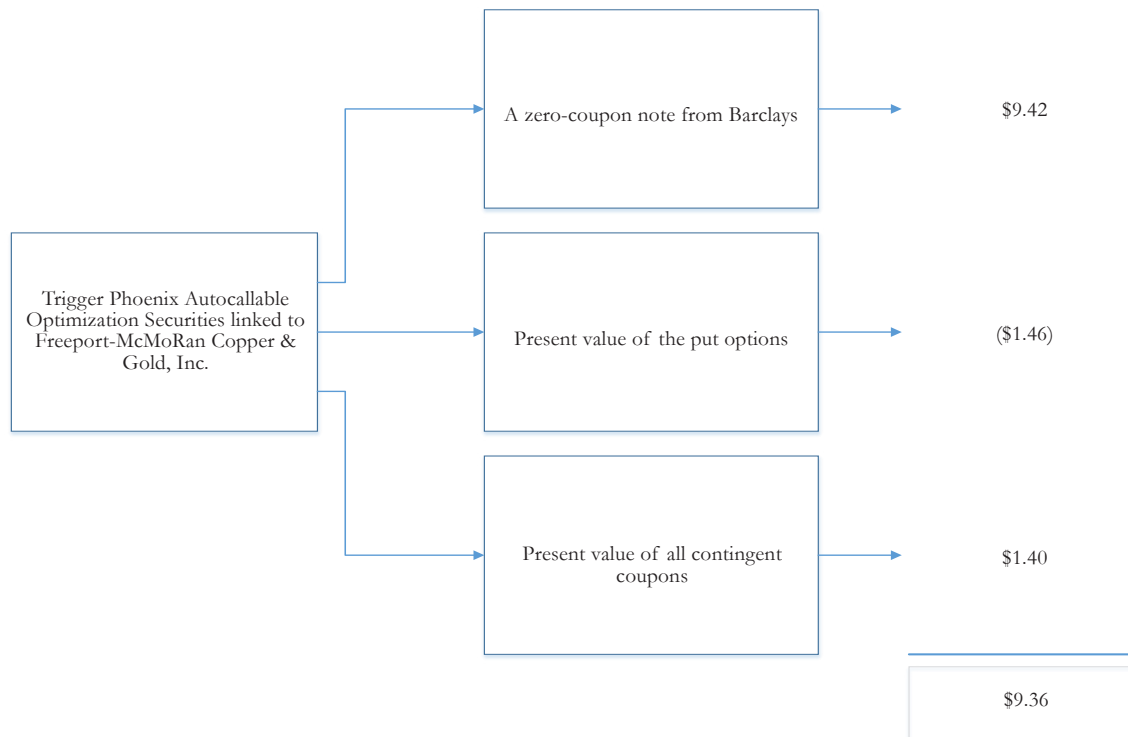 A zero-coupon note from Barclays
$9.42
Trigger Phoenix Autocallable
Optimization Securities linked to
Freeport-McMoRan Copper &
Gold, Inc.
Present value of the put options
($1.46)
Present value of all contingent
coupons
$1.40
$9.36